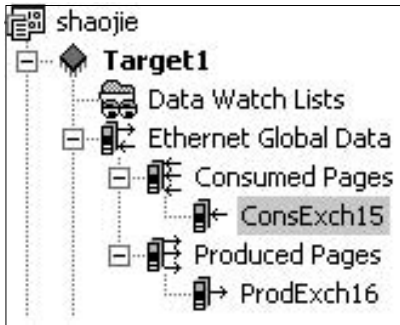 shaojie
Target1
Data Watch Lists
Ethernet Global Data
Consumed Pages
ConsExch15
Produced Pages
ProdExch16